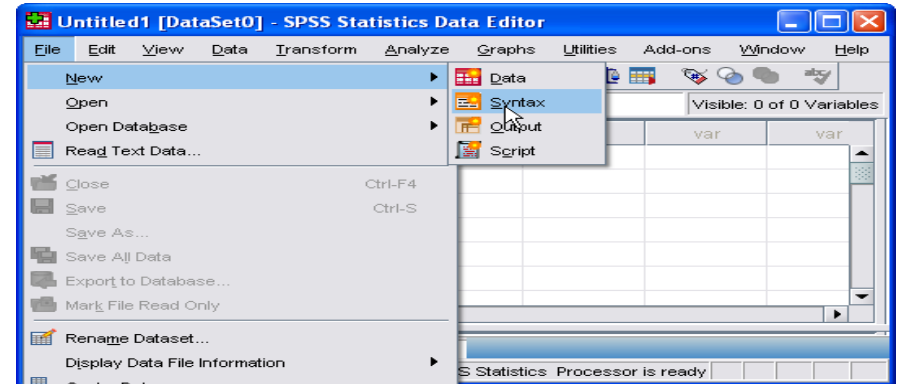 Untitled1 [DataSet0] - SPSS Statistics Data Editor
File Edit View Data Transform Analyze Graphs Utilities Add-ons Window Help
New
Data
Open
Syntax
Visible: 0 of 0 Variables
Open Database
Output
var var
Read Text Data...
Script
Close Ctrl-F4
Save Ctrl-S
Save As...
Save All Data
Export to Database...
Mark File Read Only
Rename Dataset...
Display Data File Information
S Statistics Processor is ready